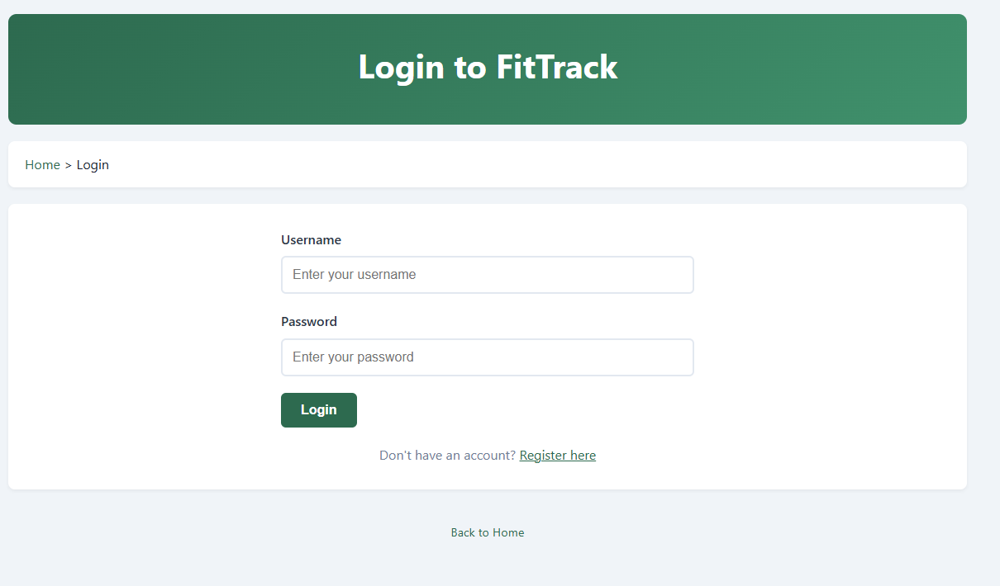 Login to FitTrack
Home > Login
Username
Enter your username
Password
Enter your password
Login
Don't have an account? Register here
Back to Home